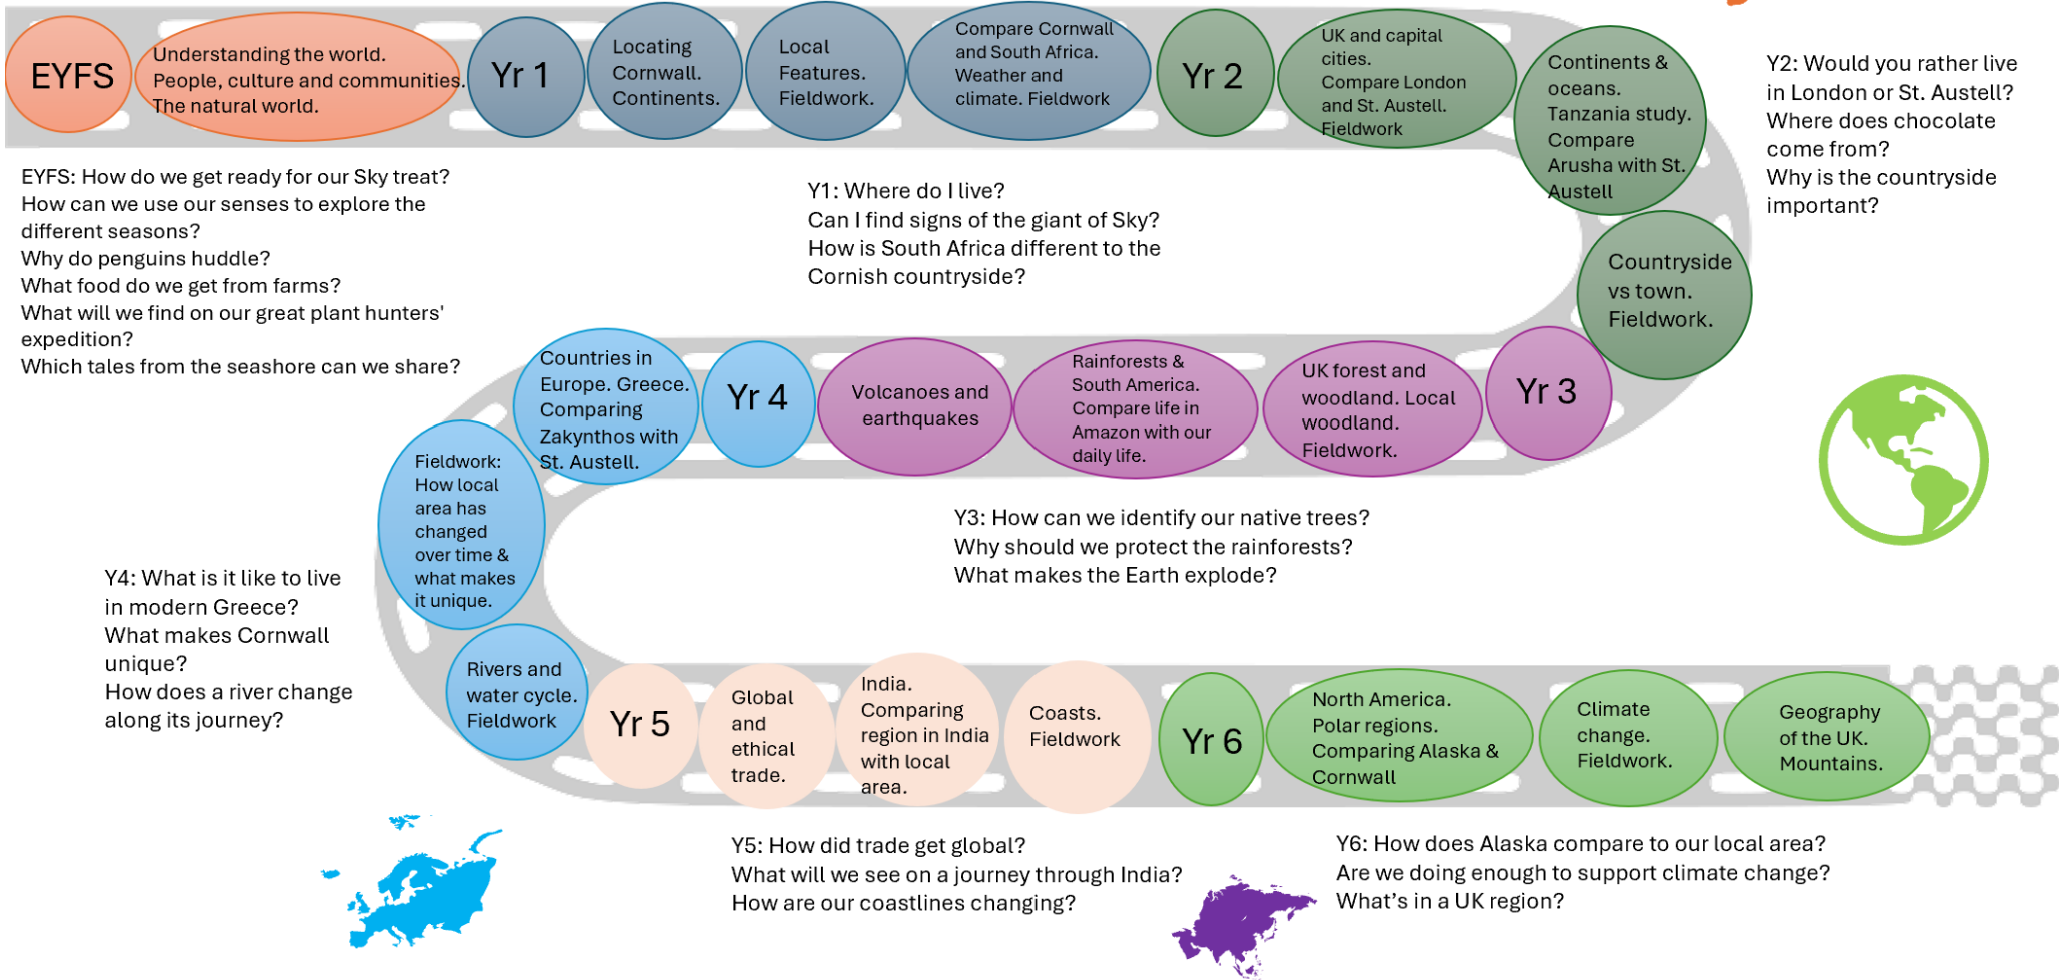 EYFS
Understanding the world.
People, culture and communities.
The natural world.
Yr 1
Locating
Cornwall.
Continents.
Local
Features.
Fieldwork.
Compare Cornwall
and South Africa.
Weather and
climate. Fieldwork
Yr 2
UK and capital
cities.
Compare London
and St. Austell.
Fieldwork
Continents &
oceans.
Tanzania study.
Compare
Arusha with St.
Austell
Countryside
vs town.
Fieldwork.
Y2: Would you rather live
in London or St. Austell?
Where does chocolate
come from?
Why is the countryside
important?
EYFS: How do we get ready for our Sky treat?
How can we use our senses to explore the
different seasons?
Why do penguins huddle?
What food do we get from farms?
What will we find on our great plant hunters'
expedition?
Which tales from the seashore can we share?
Y1: Where do I live?
Can I find signs of the giant of Sky?
How is South Africa different to the
Cornish countryside?
Yr 3
UK forest and
woodland. Local
woodland.
Fieldwork.
Rainforests &
South America.
Compare life in
Amazon with our
daily life.
Volcanoes and
earthquakes
Yr 4
Countries in
Europe. Greece.
Comparing
Zakynthos with
St. Austell.
Fieldwork:
How local
area has
changed
over time &
what makes
it unique.
Rivers and
water cycle.
Fieldwork
Y3: How can we identify our native trees?
Why should we protect the rainforests?
What makes the Earth explode?
Y4: What is it like to live
in modern Greece?
What makes Cornwall
unique?
How does a river change
along its journey?
Yr 5
Global
and
ethical
trade.
India.
Comparing
region in India
with local
area.
Coasts.
Fieldwork
Yr 6
North America.
Polar regions.
Comparing Alaska &
Cornwall
Climate
change.
Fieldwork.
Geography
of the UK.
Mountains.
Y5: How did trade get global?
What will we see on a journey through India?
How are our coastlines changing?
Y6: How does Alaska compare to our local area?
Are we doing enough to support climate change?
What's in a UK region?